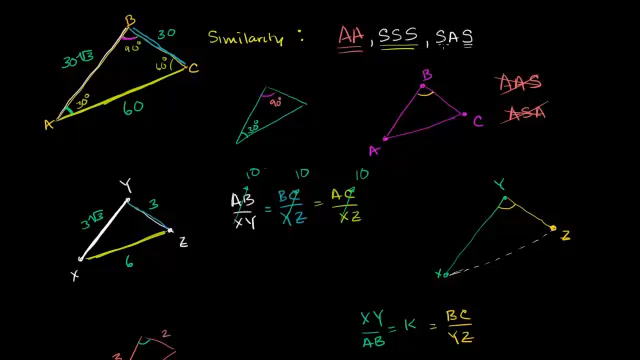 Similarity : AA , SSS , SAS
AAS
ASA
B
30√3
90°
30
60°
C
30°
A
60
90°
30°
B
A
C
Y
3√3
3
X
6
Z
10 10 10
AB/XY = BC/XZ = AC/XZ
Y
X
Z
XY/AB = K = BC/YZ
2
3